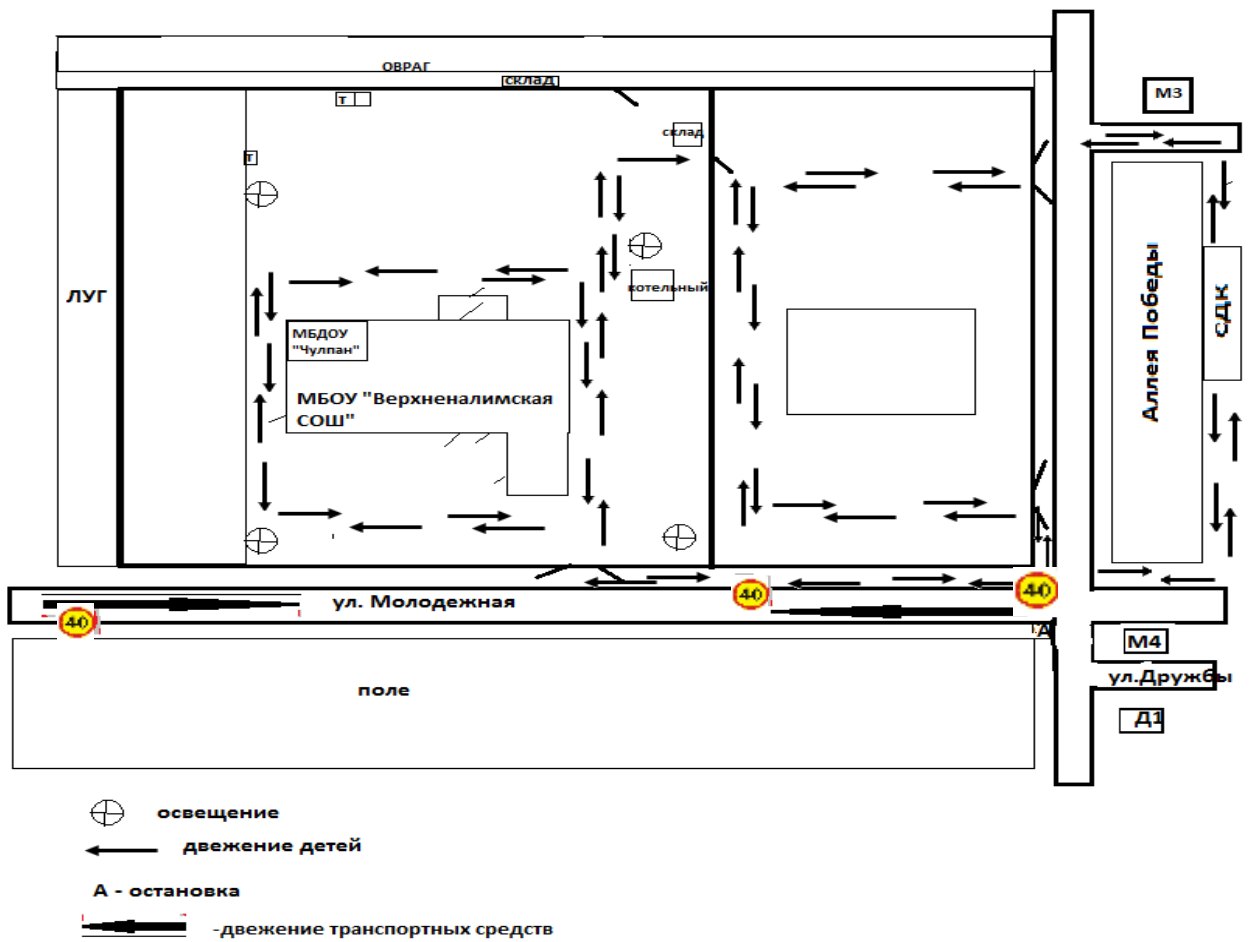 ОВРАГ
склад
т
М3
склад
т
котельный
ЛУГ
МБДОУ
"Чулпан"
МБОУ "Верхненалимская
СОШ"
Аллея Победы
СДК
40
40
ул. Молодежная
40
А
М4
ул.Дружбы
поле
Д1
освещение
двежение детей
А - остановка
-двежение транспортных средств